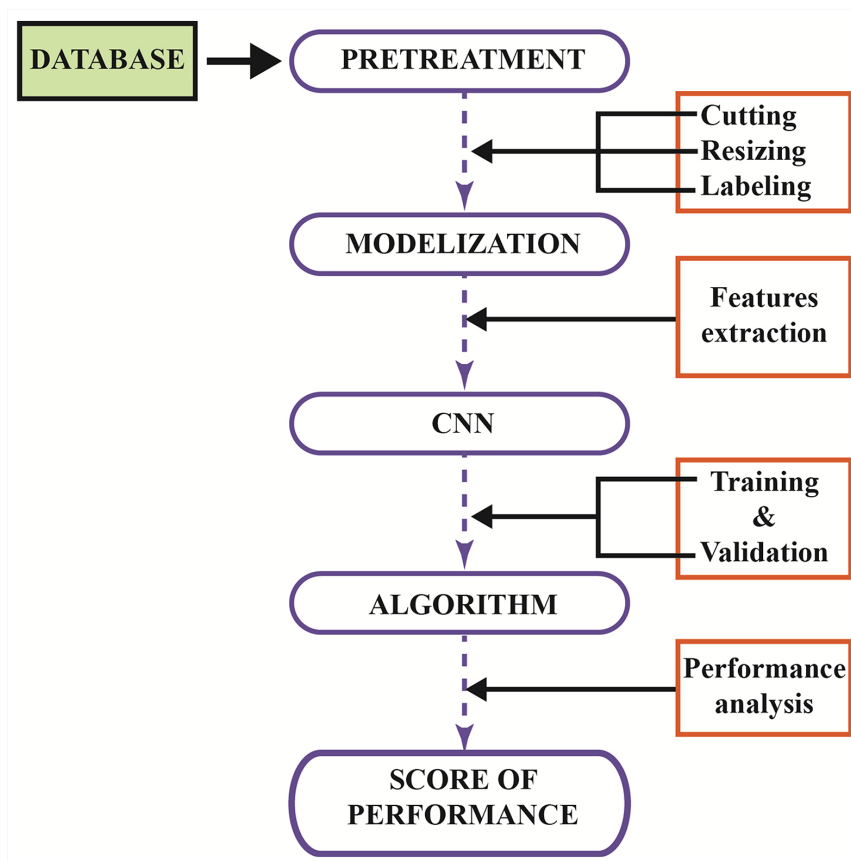 DATABASE
PRETREATMENT
Cutting
Resizing
Labeling
MODELIZATION
Features
extraction
CNN
Training
&
Validation
ALGORITHM
Performance
analysis
SCORE OF
PERFORMANCE